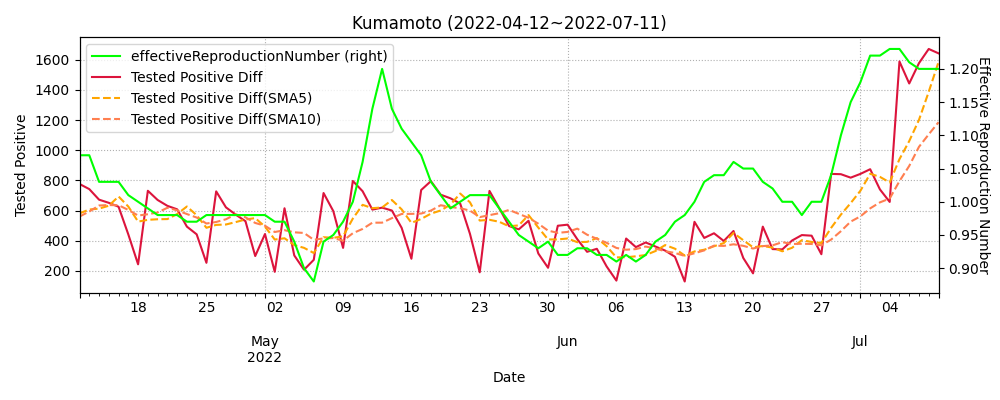 Kumamoto (2022-04-12~2022-07-11)
effectiveReproductionNumber (right)
Tested Positive Diff
Tested Positive Diff(SMA5)
Tested Positive Diff(SMA10)
Tested Positive
1600
1400
1200
1000
800
600
400
200
1.20
1.15
1.10
1.05
1.00
0.95
0.90
Effective Reproduction Number
18 25 02 09 16 23 30 06 13 20 27 04
May Jun Jul
2022
Date